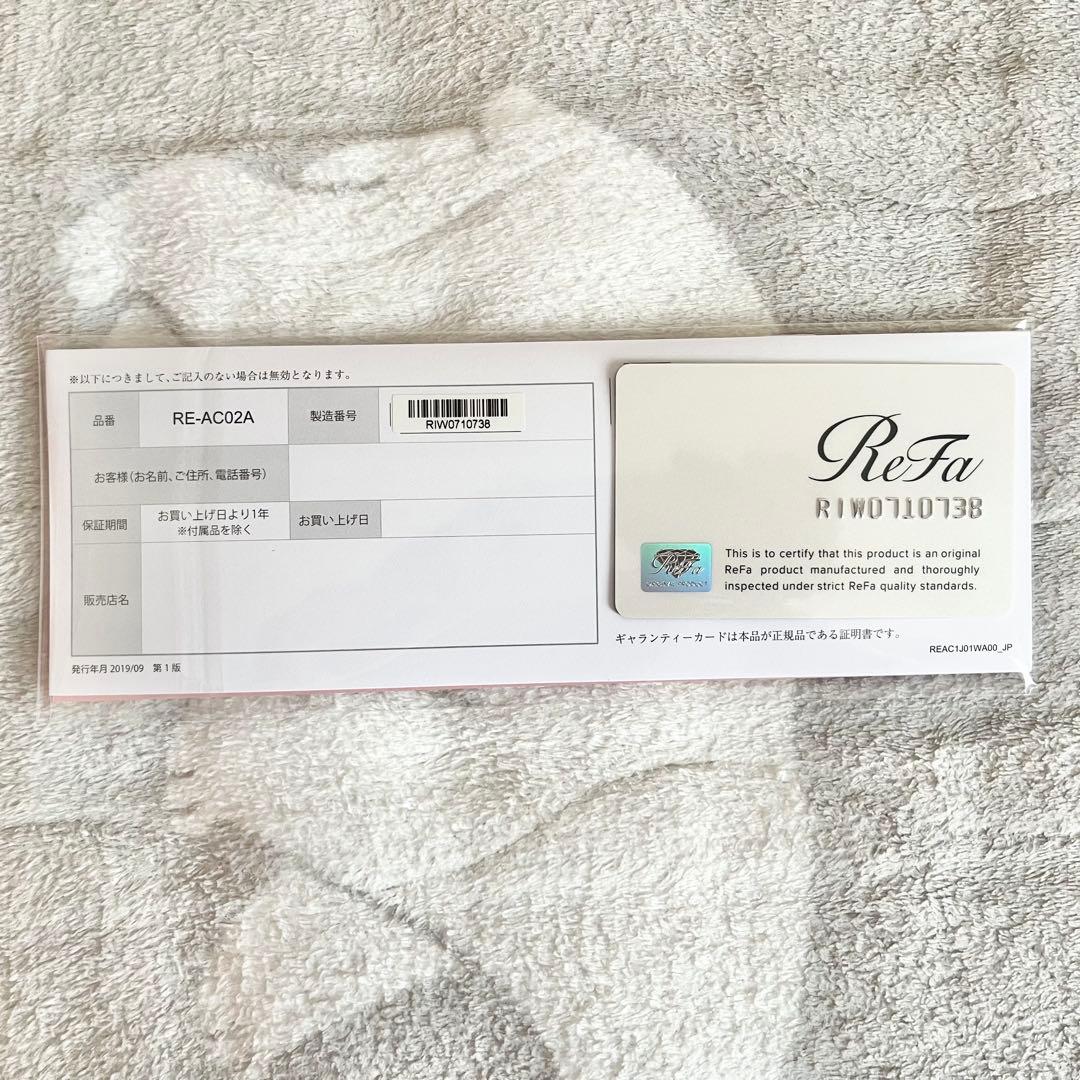 ※以下につきまして、ご記入のない場合は無効となります。
品番
RE-AC02A
製造番号
RIW0710738
お客様(お名前、ご住所、電話番号)
保証期間
お買い上げ日より1年
※付属品を除く
お買い上げ日
販売店名
発行年月 2019/09 第1版
ReFa
RIW0710738
ReFa
This is to certify that this product is an original
ReFa product manufactured and thoroughly
inspected under strict ReFa quality standards.
ギャランティーカードは本品が正規品である証明書です。
REAC1J01WA00_JP